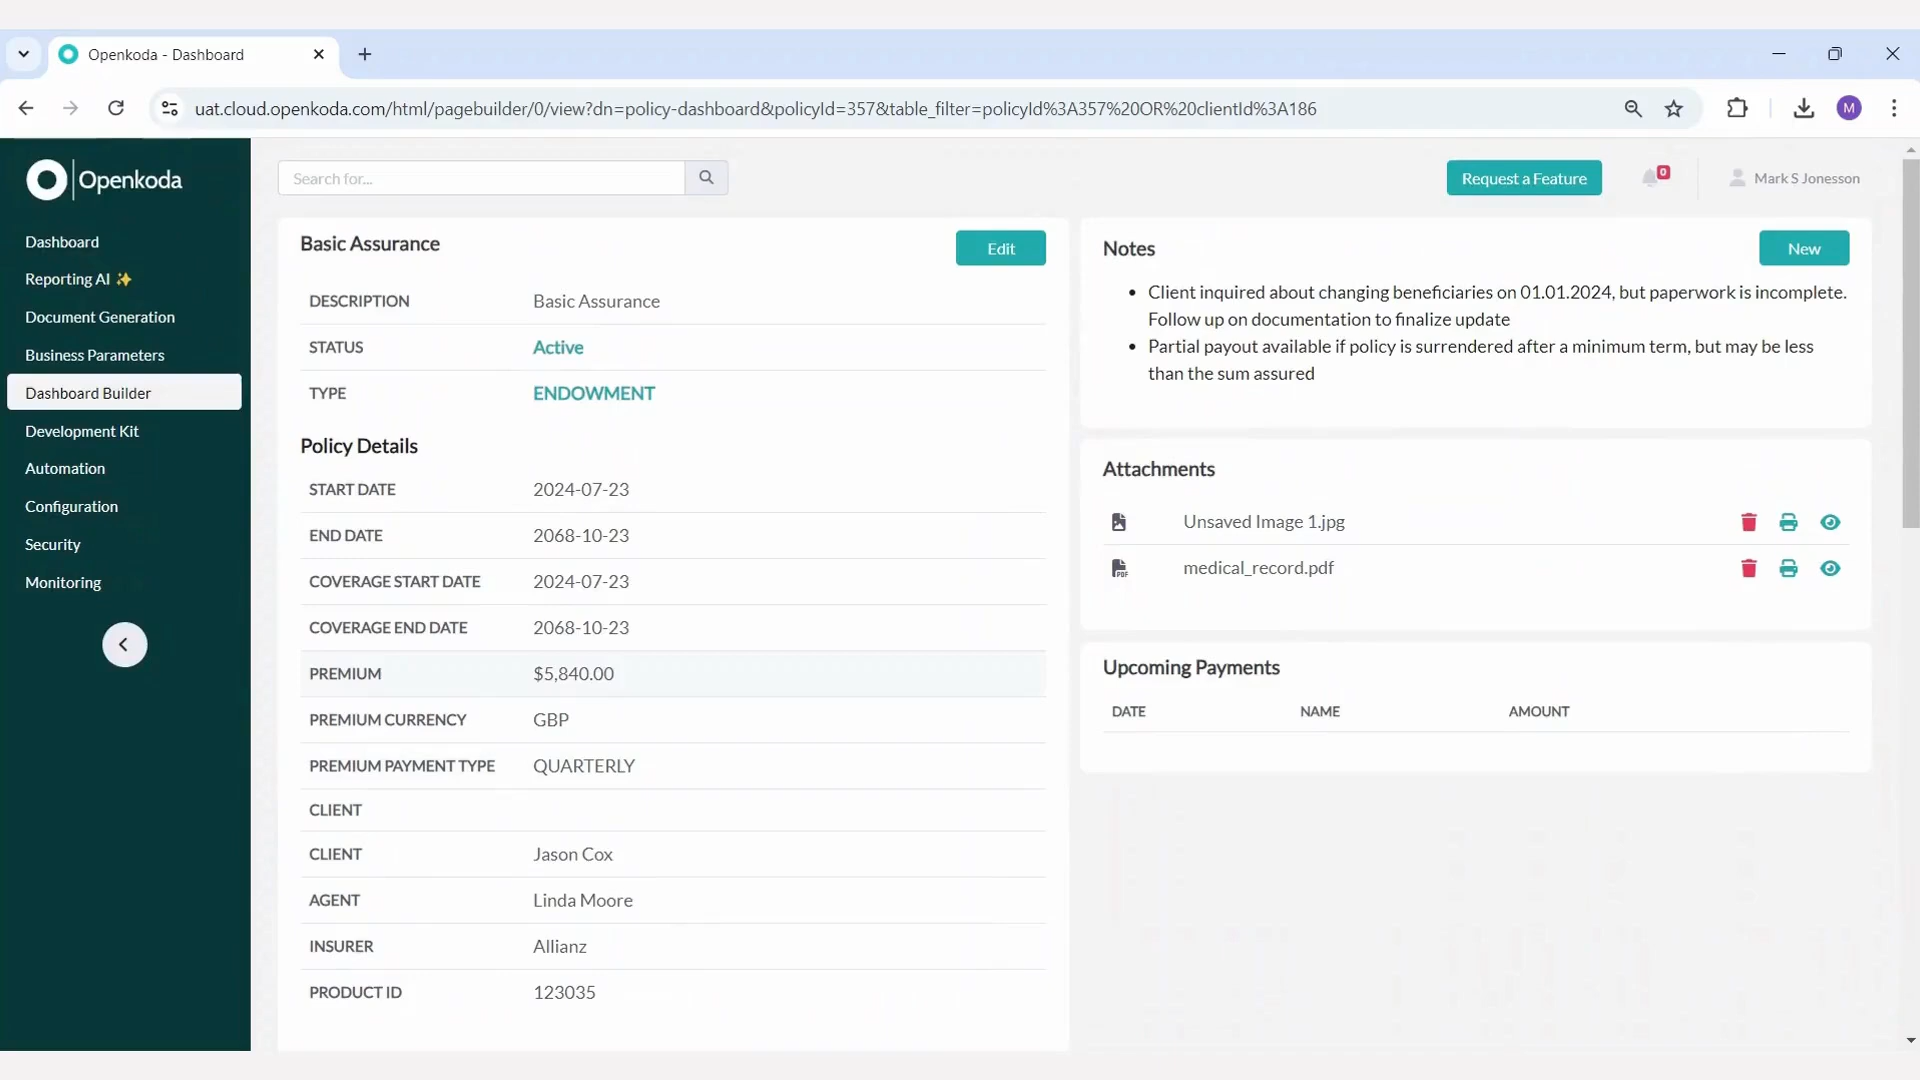 Openkoda - Dashboard
uat.cloud.openkoda.com/html/pagebuilder/0/view?dn=policy-dashboard&policyId=357&table_filter=policyId%3A357%20OR%20clientId%3A186
M
Openkoda
Dashboard
Reporting AI ✨
Document Generation
Business Parameters
Dashboard Builder
Development Kit
Automation
Configuration
Security
Monitoring
Search for...
Request a Feature
0
Mark S Jonesson
Basic Assurance
Edit
DESCRIPTION Basic Assurance
STATUS Active
TYPE ENDOWMENT
Policy Details
START DATE 2024-07-23
END DATE 2068-10-23
COVERAGE START DATE 2024-07-23
COVERAGE END DATE 2068-10-23
PREMIUM $5,840.00
PREMIUM CURRENCY GBP
PREMIUM PAYMENT TYPE QUARTERLY
CLIENT
CLIENT Jason Cox
AGENT Linda Moore
INSURER Allianz
PRODUCT ID 123035
Notes
New
• Client inquired about changing beneficiaries on 01.01.2024, but paperwork is incomplete.
Follow up on documentation to finalize update
• Partial payout available if policy is surrendered after a minimum term, but may be less
than the sum assured
Attachments
Unsaved Image 1.jpg
PDF medical_record.pdf
Upcoming Payments
DATE NAME AMOUNT